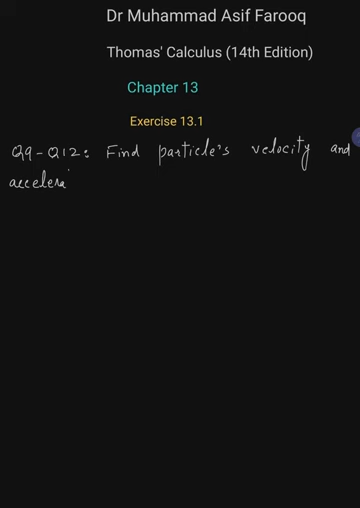 Dr Muhammad Asif Farooq
Thomas' Calculus (14th Edition)
Chapter 13
Exercise 13.1
Q9 - Q12: Find particle's velocity and
accelera